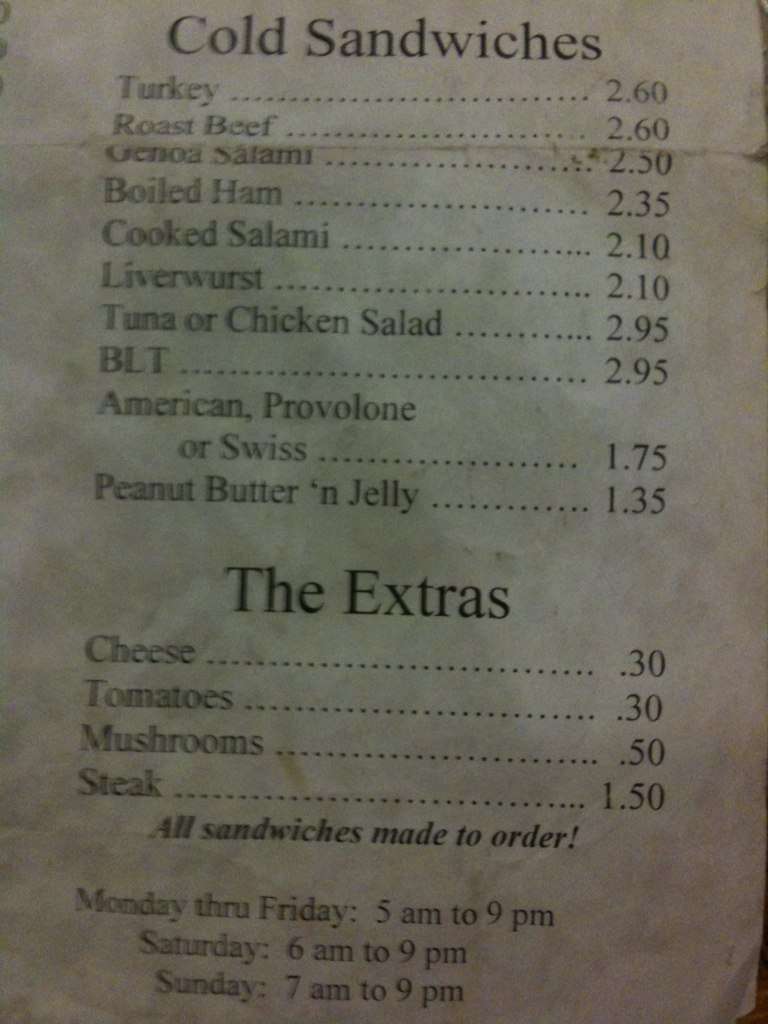 Cold Sandwiches
Turkey ................................. 2.60
Roast Beef ........................... 2.60
Genoa Salami ....................... 2.50
Boiled Ham ......................... 2.35
Cooked Salami ..................... 2.10
Liverwurst ............................ 2.10
Tuna or Chicken Salad ............ 2.95
BLT ..................................... 2.95
American, Provolone
or Swiss ....................... 1.75
Peanut Butter ‘n Jelly .............. 1.35
The Extras
Cheese ................................... .30
Tomatoes ............................... .30
Mushrooms ............................ .50
Steak ..................................... 1.50
All sandwiches made to order!
Monday thru Friday: 5 am to 9 pm
Saturday: 6 am to 9 pm
Sunday: 7 am to 9 pm